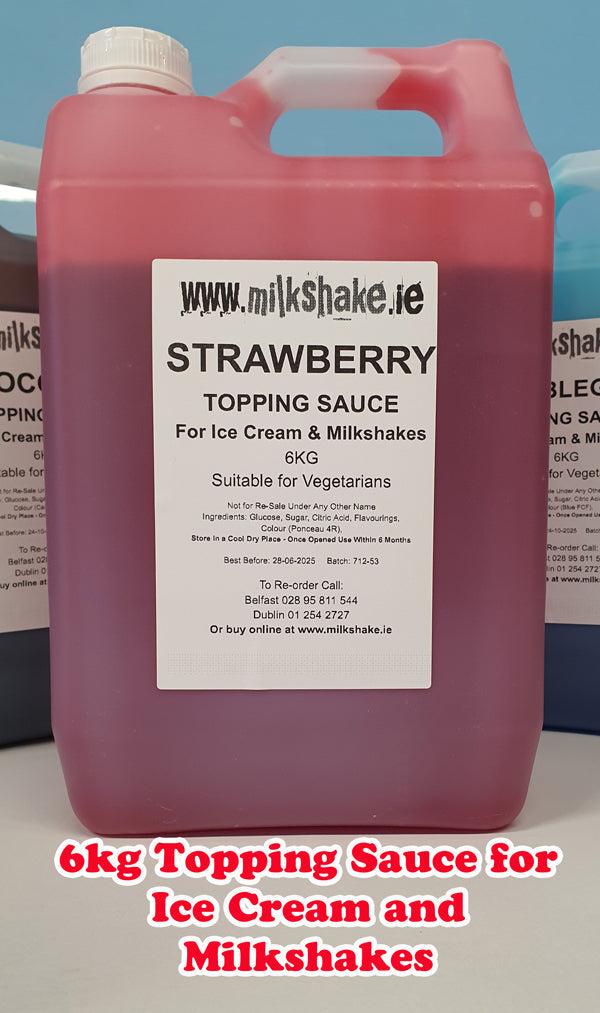 www.milkshake.ie
STRAWBERRY
TOPPING SAUCE
For Ice Cream & Milkshakes
6KG
Suitable for Vegetarians
Not for Re-Sale Under Any Other Name
Ingredients: Glucose, Sugar, Citric Acid, Flavourings,
Colour (Ponceau 4R),
Store In a Cool Dry Place - Once Opened Use Within 6 Months
Best Before: 28-06-2025 Batch: 712-53
To Re-order Call:
Belfast 028 95 811 544
Dublin 01 254 2727
Or buy online at www.milkshake.ie
6kg Topping Sauce for
Ice Cream and
Milkshakes